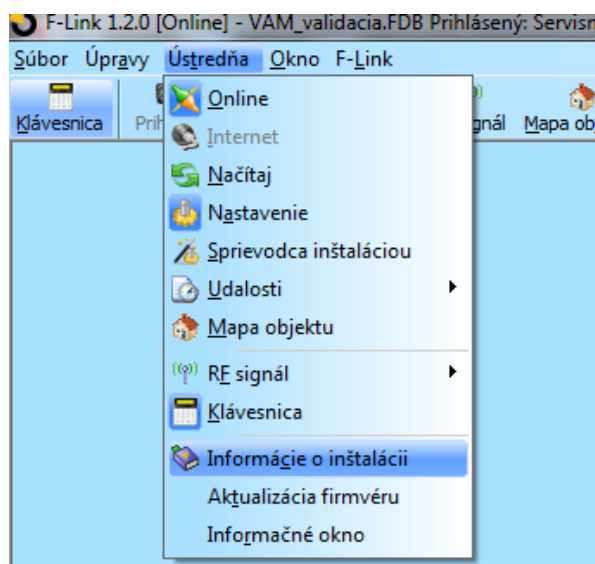 F-Link 1.2.0 [Online] - VAM_validacia.FDB Prihlásený: Servisn
Súbor Úpravy Ústredňa Okno F-Link
Klávesnica Prih gnál Mapa ob
Online
Internet
Načítaj
Nastavenie
Sprievodca inštaláciou
Udalosti
Mapa objektu
RF signál
Klávesnica
Informácie o inštalácii
Aktualizácia firmvéru
Informačné okno